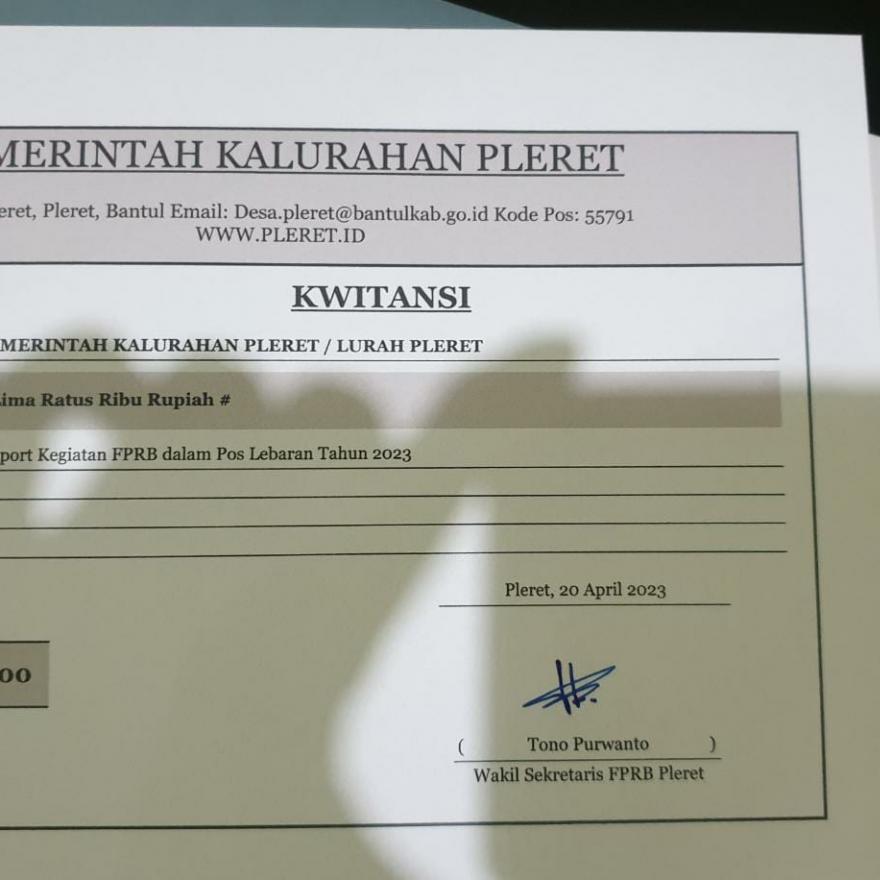 MERINTAH KALURAHAN PLERET
eret, Pleret, Bantul Email: Desa.pleret@bantulkab.go.id Kode Pos: 55791
WWW.PLERET.ID
KWITANSI
MERINTAH KALURAHAN PLERET / LURAH PLERET
ima Ratus Ribu Rupiah #
port Kegiatan FPRB dalam Pos Lebaran Tahun 2023
Pleret, 20 April 2023
00
( Tono Purwanto )
Wakil Sekretaris FPRB Pleret